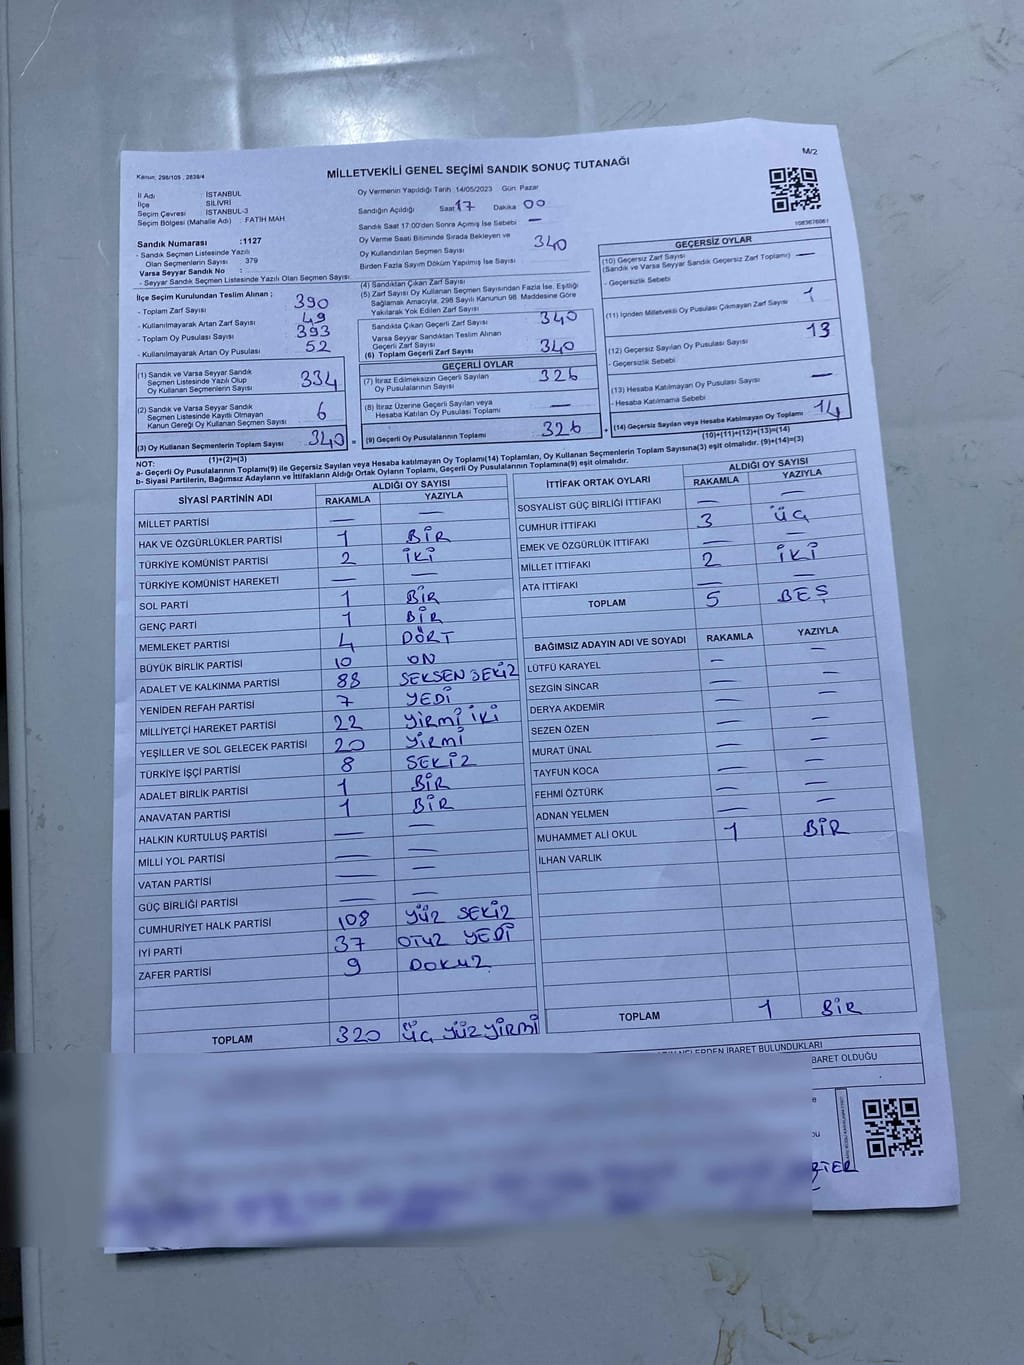 M/2
Kanun: 298/105 , 2839/4
MİLLETVEKİLİ GENEL SEÇİMİ SANDIK SONUÇ TUTANAĞI
İl Adı : İSTANBUL
İlçe : SİLİVRİ
Seçim Çevresi : İSTANBUL-3
Seçim Bölgesi (Mahalle Adı) : FATİH MAH
Sandık Numarası :1127
- Sandık Seçmen Listesinde Yazılı
Olan Seçmenlerin Sayısı 379
Varsa Seyyar Sandık No :
- Seyyar Sandık Seçmen Listesinde Yazılı Olan Seçmen Sayısı:
Oy Vermenin Yapıldığı Tarih :14/05/2023 Gün Pazar
Sandığın Açıldığı Saat 17 Dakika 00
Sandık Saat 17:00'den Sonra Açılmış İse Sebebi —
Oy Verme Saati Bitiminde Sırada Bekleyen ve
Oy Kullandırılan Seçmen Sayısı 340
Birden Fazla Sayım Döküm Yapılmış İse Sayısı
İlçe Seçim Kurulundan Teslim Alınan ;
- Toplam Zarf Sayısı 390
- Kullanılmayarak Artan Zarf Sayısı 49
- Toplam Oy Pusulası Sayısı 393
- Kullanılmayarak Artan Oy Pusulası 52
(1) Sandık ve Varsa Seyyar Sandık
Seçmen Listesinde Yazılı Olup
Oy Kullanan Seçmenlerin Sayısı 334
(2) Sandık ve Varsa Seyyar Sandık
Seçmen Listesinde Kayıtlı Olmayan
Kanun Gereği Oy Kullanan Seçmen Sayısı 6
(3) Oy Kullanan Seçmenlerin Toplam Sayısı 340 =
(1)+(2)=(3)
(4) Sandıktan Çıkan Zarf Sayısı
(5) Zarf Sayısı Oy Kullanan Seçmen Sayısından Fazla İse, Eşitliği
Sağlamak Amacıyla, 298 Sayılı Kanunun 98. Maddesine Göre
Yakılarak Yok Edilen Zarf Sayısı
Sandıkta Çıkan Geçerli Zarf Sayısı 340
Varsa Seyyar Sandıktan Teslim Alınan
Geçerli Zarf Sayısı
(6) Toplam Geçerli Zarf Sayısı 340
GEÇERLİ OYLAR
(7) İtiraz Edilmeksizin Geçerli Sayılan
Oy Pusulalarının Sayısı 326
(8) İtiraz Üzerine Geçerli Sayılan veya
Hesaba Katılan Oy Pusulası Toplamı —
(9) Geçerli Oy Pusulalarının Toplamı 326 +
1083676061
GEÇERSİZ OYLAR
(10) Geçersiz Zarf Sayısı —
(Sandık ve Varsa Seyyar Sandık Geçersiz Zarf Toplamı)
- Geçersizlik Sebebi
(11) İçinden Milletvekili Oy Pusulası Çıkmayan Zarf Sayısı 1
(12) Geçersiz Sayılan Oy Pusulası Sayısı 13
- Geçersizlik Sebebi
(13) Hesaba Katılmayan Oy Pusulası Sayısı —
- Hesaba Katılmama Sebebi
(14) Geçersiz Sayılan veya Hesaba Katılmayan Oy Toplamı 14
(10)+(11)+(12)+(13)=(14)
NOT:
a- Geçerli Oy Pusulalarının Toplamı(9) ile Geçersiz Sayılan veya Hesaba katılmayan Oy Toplamı(14) Toplamları, Oy Kullanan Seçmenlerin Toplam Sayısına(3) eşit olmalıdır. (9)+(14)=(3)
b- Siyasi Partilerin, Bağımsız Adayların ve İttifakların Aldığı Ortak Oyların Toplamı, Geçerli Oy Pusulalarının Toplamına(9) eşit olmalıdır.
SİYASİ PARTİNİN ADI ALDIĞI OY SAYISI
RAKAMLA YAZIYLA
MİLLET PARTİSİ — —
HAK VE ÖZGÜRLÜKLER PARTİSİ 1 BİR
TÜRKİYE KOMÜNİST PARTİSİ 2 İKİ
TÜRKİYE KOMÜNİST HAREKETİ — —
SOL PARTİ 1 BİR
GENÇ PARTİ 1 BİR
MEMLEKET PARTİSİ 4 DÖRT
BÜYÜK BİRLİK PARTİSİ 10 ON
ADALET VE KALKINMA PARTİSİ 88 SEKSEN SEKİZ
YENİDEN REFAH PARTİSİ 7 YEDİ
MİLLİYETÇİ HAREKET PARTİSİ 22 YİRMİ İKİ
YEŞİLLER VE SOL GELECEK PARTİSİ 20 YİRMİ
TÜRKİYE İŞÇİ PARTİSİ 8 SEKİZ
ADALET BİRLİK PARTİSİ 1 BİR
ANAVATAN PARTİSİ 1 BİR
HALKIN KURTULUŞ PARTİSİ — —
MİLLİ YOL PARTİSİ — —
VATAN PARTİSİ — —
GÜÇ BİRLİĞİ PARTİSİ —
CUMHURİYET HALK PARTİSİ 108 YÜZ SEKİZ
İYİ PARTİ 37 OTUZ YEDİ
ZAFER PARTİSİ 9 DOKUZ
TOPLAM 320 ÜÇ YÜZ YİRMİ
İTTİFAK ORTAK OYLARI ALDIĞI OY SAYISI
RAKAMLA YAZIYLA
SOSYALİST GÜÇ BİRLİĞİ İTTİFAKI — —
CUMHUR İTTİFAKI 3 ÜÇ
EMEK VE ÖZGÜRLÜK İTTİFAKI — —
MİLLET İTTİFAKI 2 İKİ
ATA İTTİFAKI — —
TOPLAM 5 BEŞ
BAĞIMSIZ ADAYIN ADI VE SOYADI RAKAMLA YAZIYLA
LÜTFÜ KARAYEL — —
SEZGİN SİNCAR — —
DERYA AKDEMİR — —
SEZEN ÖZEN — —
MURAT ÜNAL — —
TAYFUN KOCA — —
FEHMİ ÖZTÜRK — —
ADNAN YELMEN — —
MUHAMMET ALİ OKUL 1 BİR
İLHAN VARLIK
TOPLAM 1 BİR
NELERDEN İBARET BULUNDUKLARI
BARET OLDUĞU